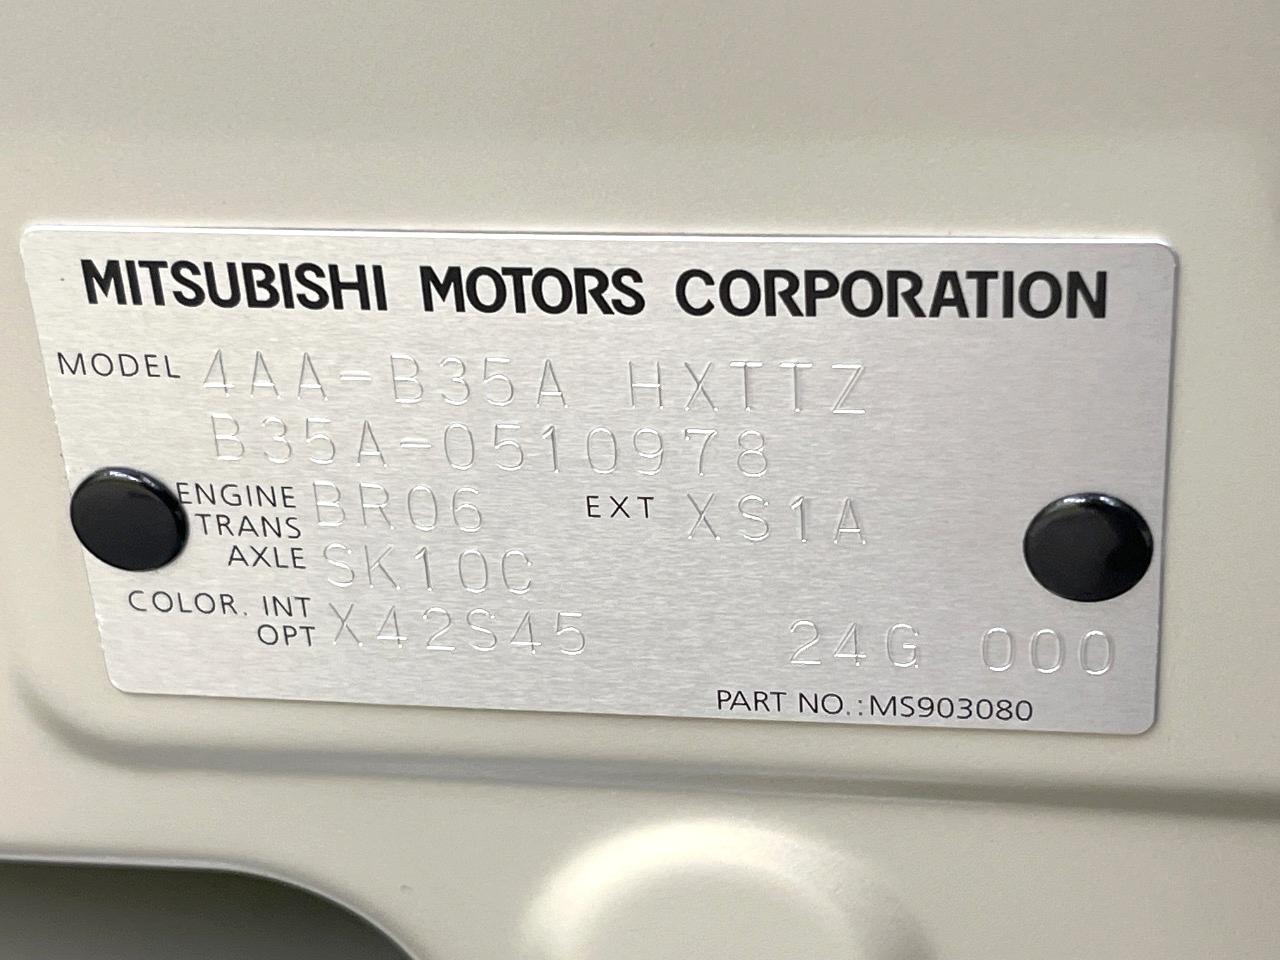 MITSUBISHI MOTORS CORPORATION
MODEL 4AA-B35A HXTTZ
B35A-0510978
ENGINE BR06 EXT XS1A
TRANS
AXLE SK10C
COLOR. INT X42S45 24G 000
OPT
PART NO.:MS903080